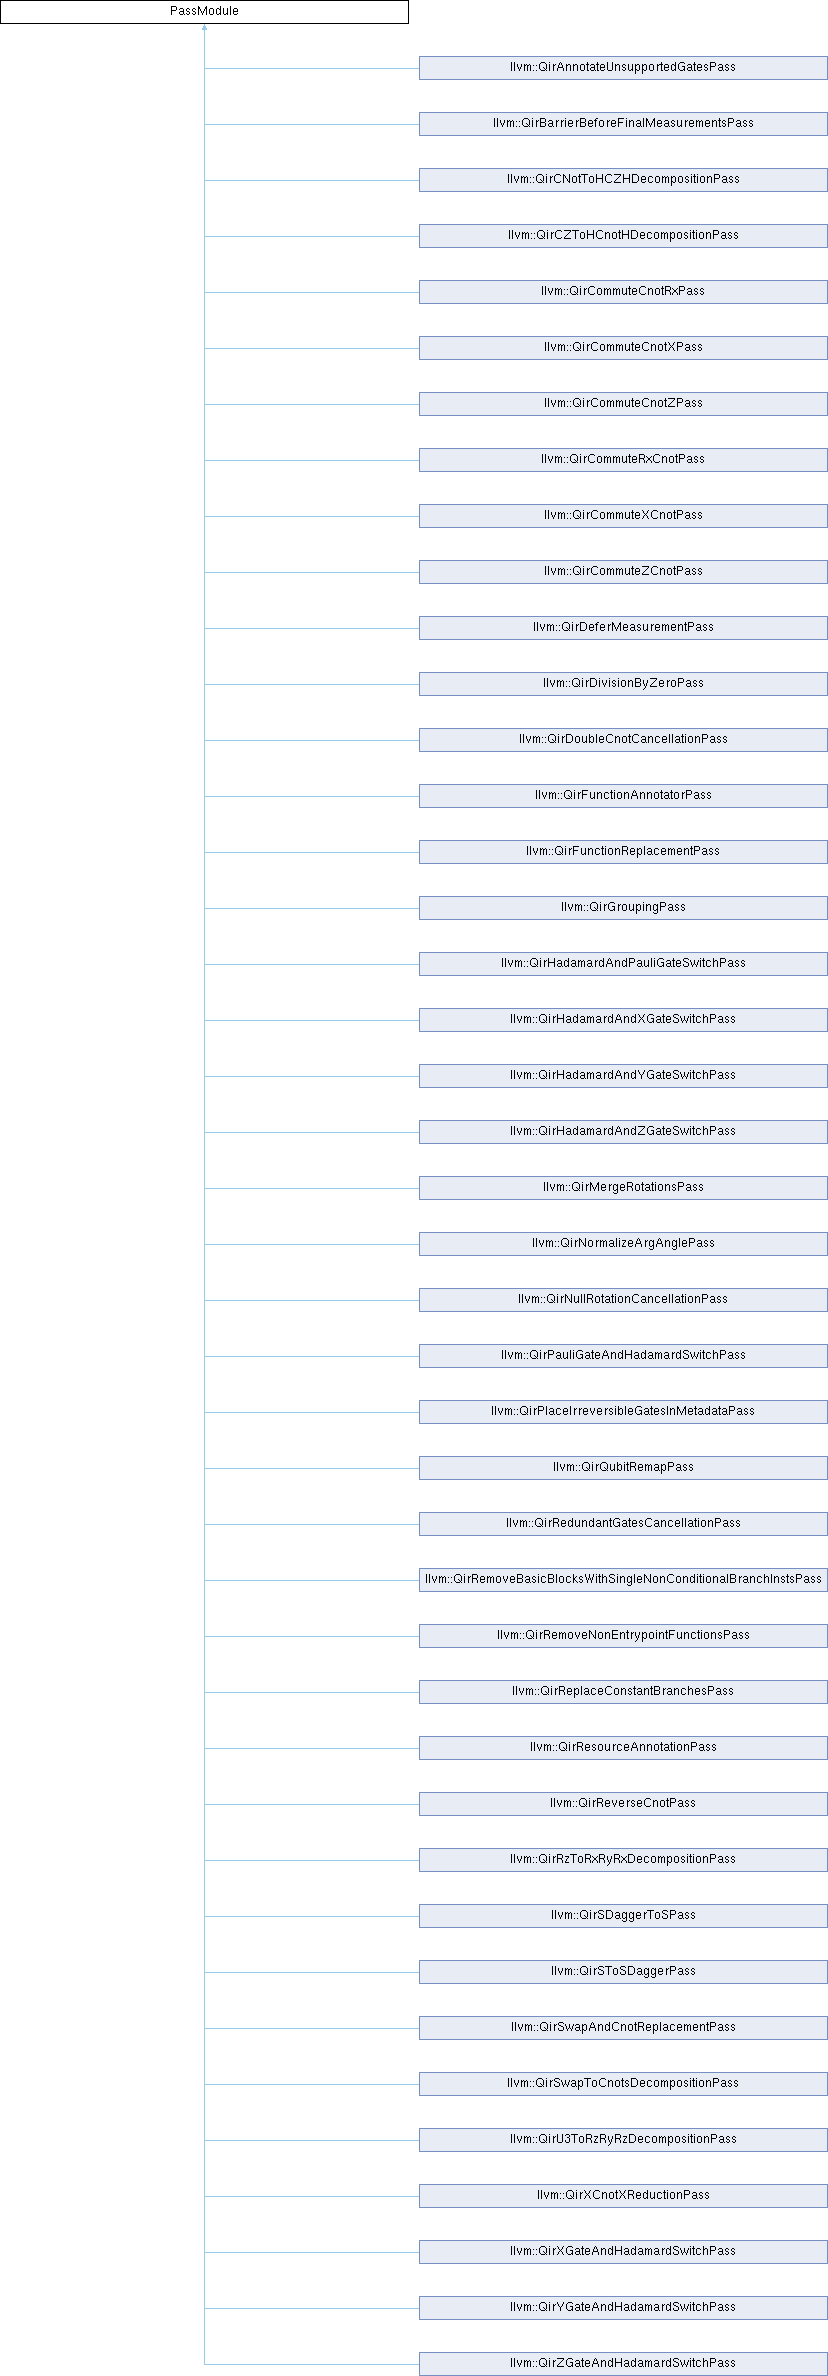 PassModule
llvm::QirAnnotateUnsupportedGatesPass
llvm::QirBarrierBeforeFinalMeasurementsPass
llvm::QirCNotToHCZHDecompositionPass
llvm::QirCZToHCnotHDecompositionPass
llvm::QirCommuteCnotRxPass
llvm::QirCommuteCnotXPass
llvm::QirCommuteCnotZPass
llvm::QirCommuteRxCnotPass
llvm::QirCommuteXCnotPass
llvm::QirCommuteZCnotPass
llvm::QirDeferMeasurementPass
llvm::QirDivisionByZeroPass
llvm::QirDoubleCnotCancellationPass
llvm::QirFunctionAnnotatorPass
llvm::QirFunctionReplacementPass
llvm::QirGroupingPass
llvm::QirHadamardAndPauliGateSwitchPass
llvm::QirHadamardAndXGateSwitchPass
llvm::QirHadamardAndYGateSwitchPass
llvm::QirHadamardAndZGateSwitchPass
llvm::QirMergeRotationsPass
llvm::QirNormalizeArgAnglePass
llvm::QirNullRotationCancellationPass
llvm::QirPauliGateAndHadamardSwitchPass
llvm::QirPlaceIrreversibleGatesInMetadataPass
llvm::QirQubitRemapPass
llvm::QirRedundantGatesCancellationPass
llvm::QirRemoveBasicBlocksWithSingleNonConditionalBranchInstsPass
llvm::QirRemoveNonEntrypointFunctionsPass
llvm::QirReplaceConstantBranchesPass
llvm::QirResourceAnnotationPass
llvm::QirReverseCnotPass
llvm::QirRzToRxRyRxDecompositionPass
llvm::QirSDaggerToSPass
llvm::QirSToSDaggerPass
llvm::QirSwapAndCnotReplacementPass
llvm::QirSwapToCnotsDecompositionPass
llvm::QirU3ToRzRyRzDecompositionPass
llvm::QirXCnotXReductionPass
llvm::QirXGateAndHadamardSwitchPass
llvm::QirYGateAndHadamardSwitchPass
llvm::QirZGateAndHadamardSwitchPass